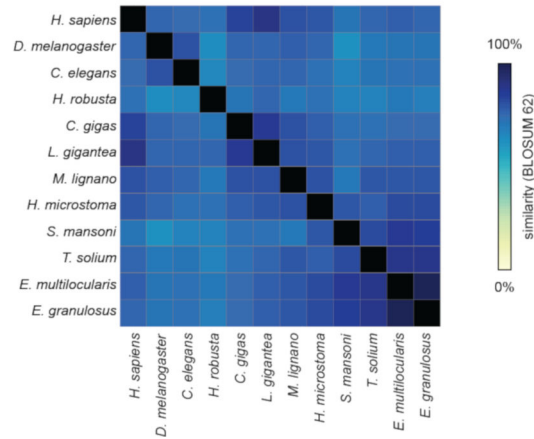 H. sapiens
D. melanogaster
C. elegans
H. robusta
C. gigas
L. gigantea
M. lignano
H. microstoma
S. mansoni
T. solium
E. multilocularis
E. granulosus
H. sapiens
D. melanogaster
C. elegans
H. robusta
C. gigas
L. gigantea
M. lignano
H. microstoma
S. mansoni
T. solium
E. multilocularis
E. granulosus
100%
similarity (BLOSUM 62)
0%